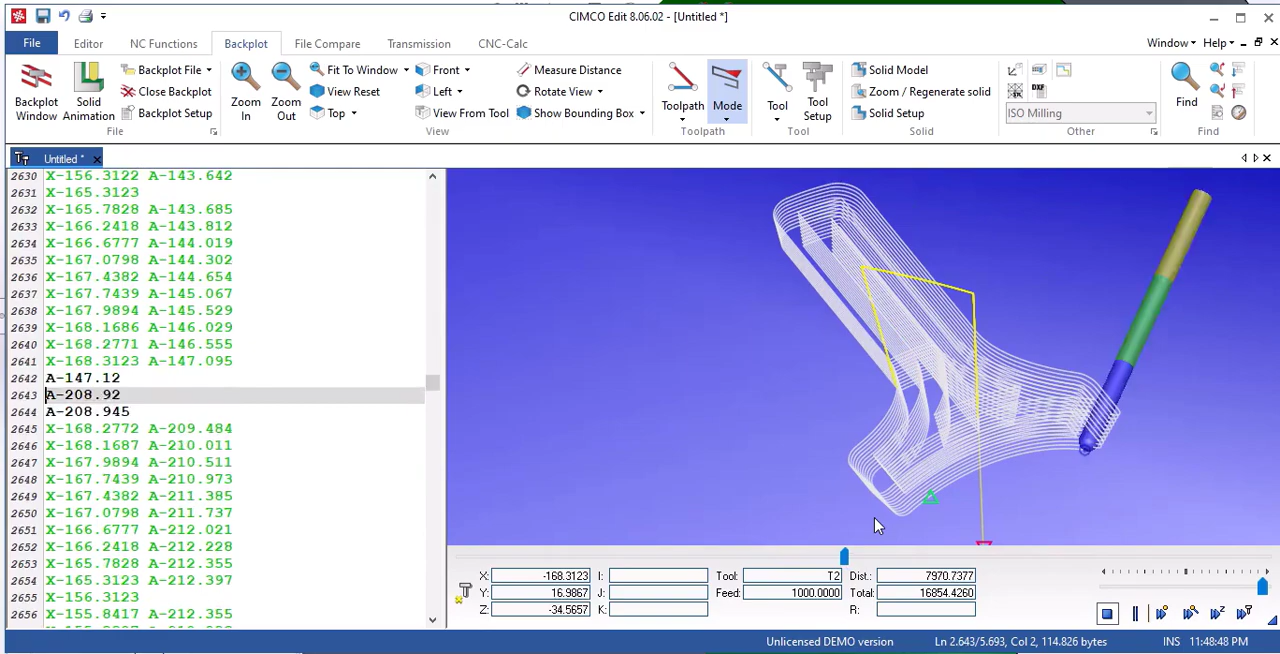 CIMCO Edit 8.06.02 - [Untitled *]
File Editor NC Functions Backplot File Compare Transmission CNC-Calc Window Help
Backplot Window
Solid Animation
Backplot File
Close Backplot
Backplot Setup
File
Zoom In
Zoom Out
Fit To Window
View Reset
Top
Front
Left
View From Tool
Measure Distance
Rotate View
Show Bounding Box
View
Toolpath
Mode
Toolpath
Tool
Tool Setup
Tool
Solid Model
Zoom / Regenerate solid
Solid Setup
Solid
DXF
ISO Milling
Other
Find
Find
Untitled *
2630 X-156.3122 A-143.642
2631 X-165.3123
2632 X-165.7828 A-143.685
2633 X-166.2418 A-143.812
2634 X-166.6777 A-144.019
2635 X-167.0798 A-144.302
2636 X-167.4382 A-144.654
2637 X-167.7439 A-145.067
2638 X-167.9894 A-145.529
2639 X-168.1686 A-146.029
2640 X-168.2771 A-146.555
2641 X-168.3123 A-147.095
2642 A-147.12
2643 A-208.92
2644 A-208.945
2645 X-168.2772 A-209.484
2646 X-168.1687 A-210.011
2647 X-167.9894 A-210.511
2648 X-167.7439 A-210.973
2649 X-167.4382 A-211.385
2650 X-167.0798 A-211.737
2651 X-166.6777 A-212.021
2652 X-166.2418 A-212.228
2653 X-165.7828 A-212.355
2654 X-165.3123 A-212.397
2655 X-156.3123
2656 X-155.8417 A-212.355
X: -168.3123 I: Tool: T2 Dist.: 7970.7377
Y: 16.9867 J: Feed: 1000.0000 Total: 16854.4260
Z: -34.5657 K: R:
Unlicensed DEMO version Ln 2.643/5.693, Col 2, 114.826 bytes INS 11:48:48 PM